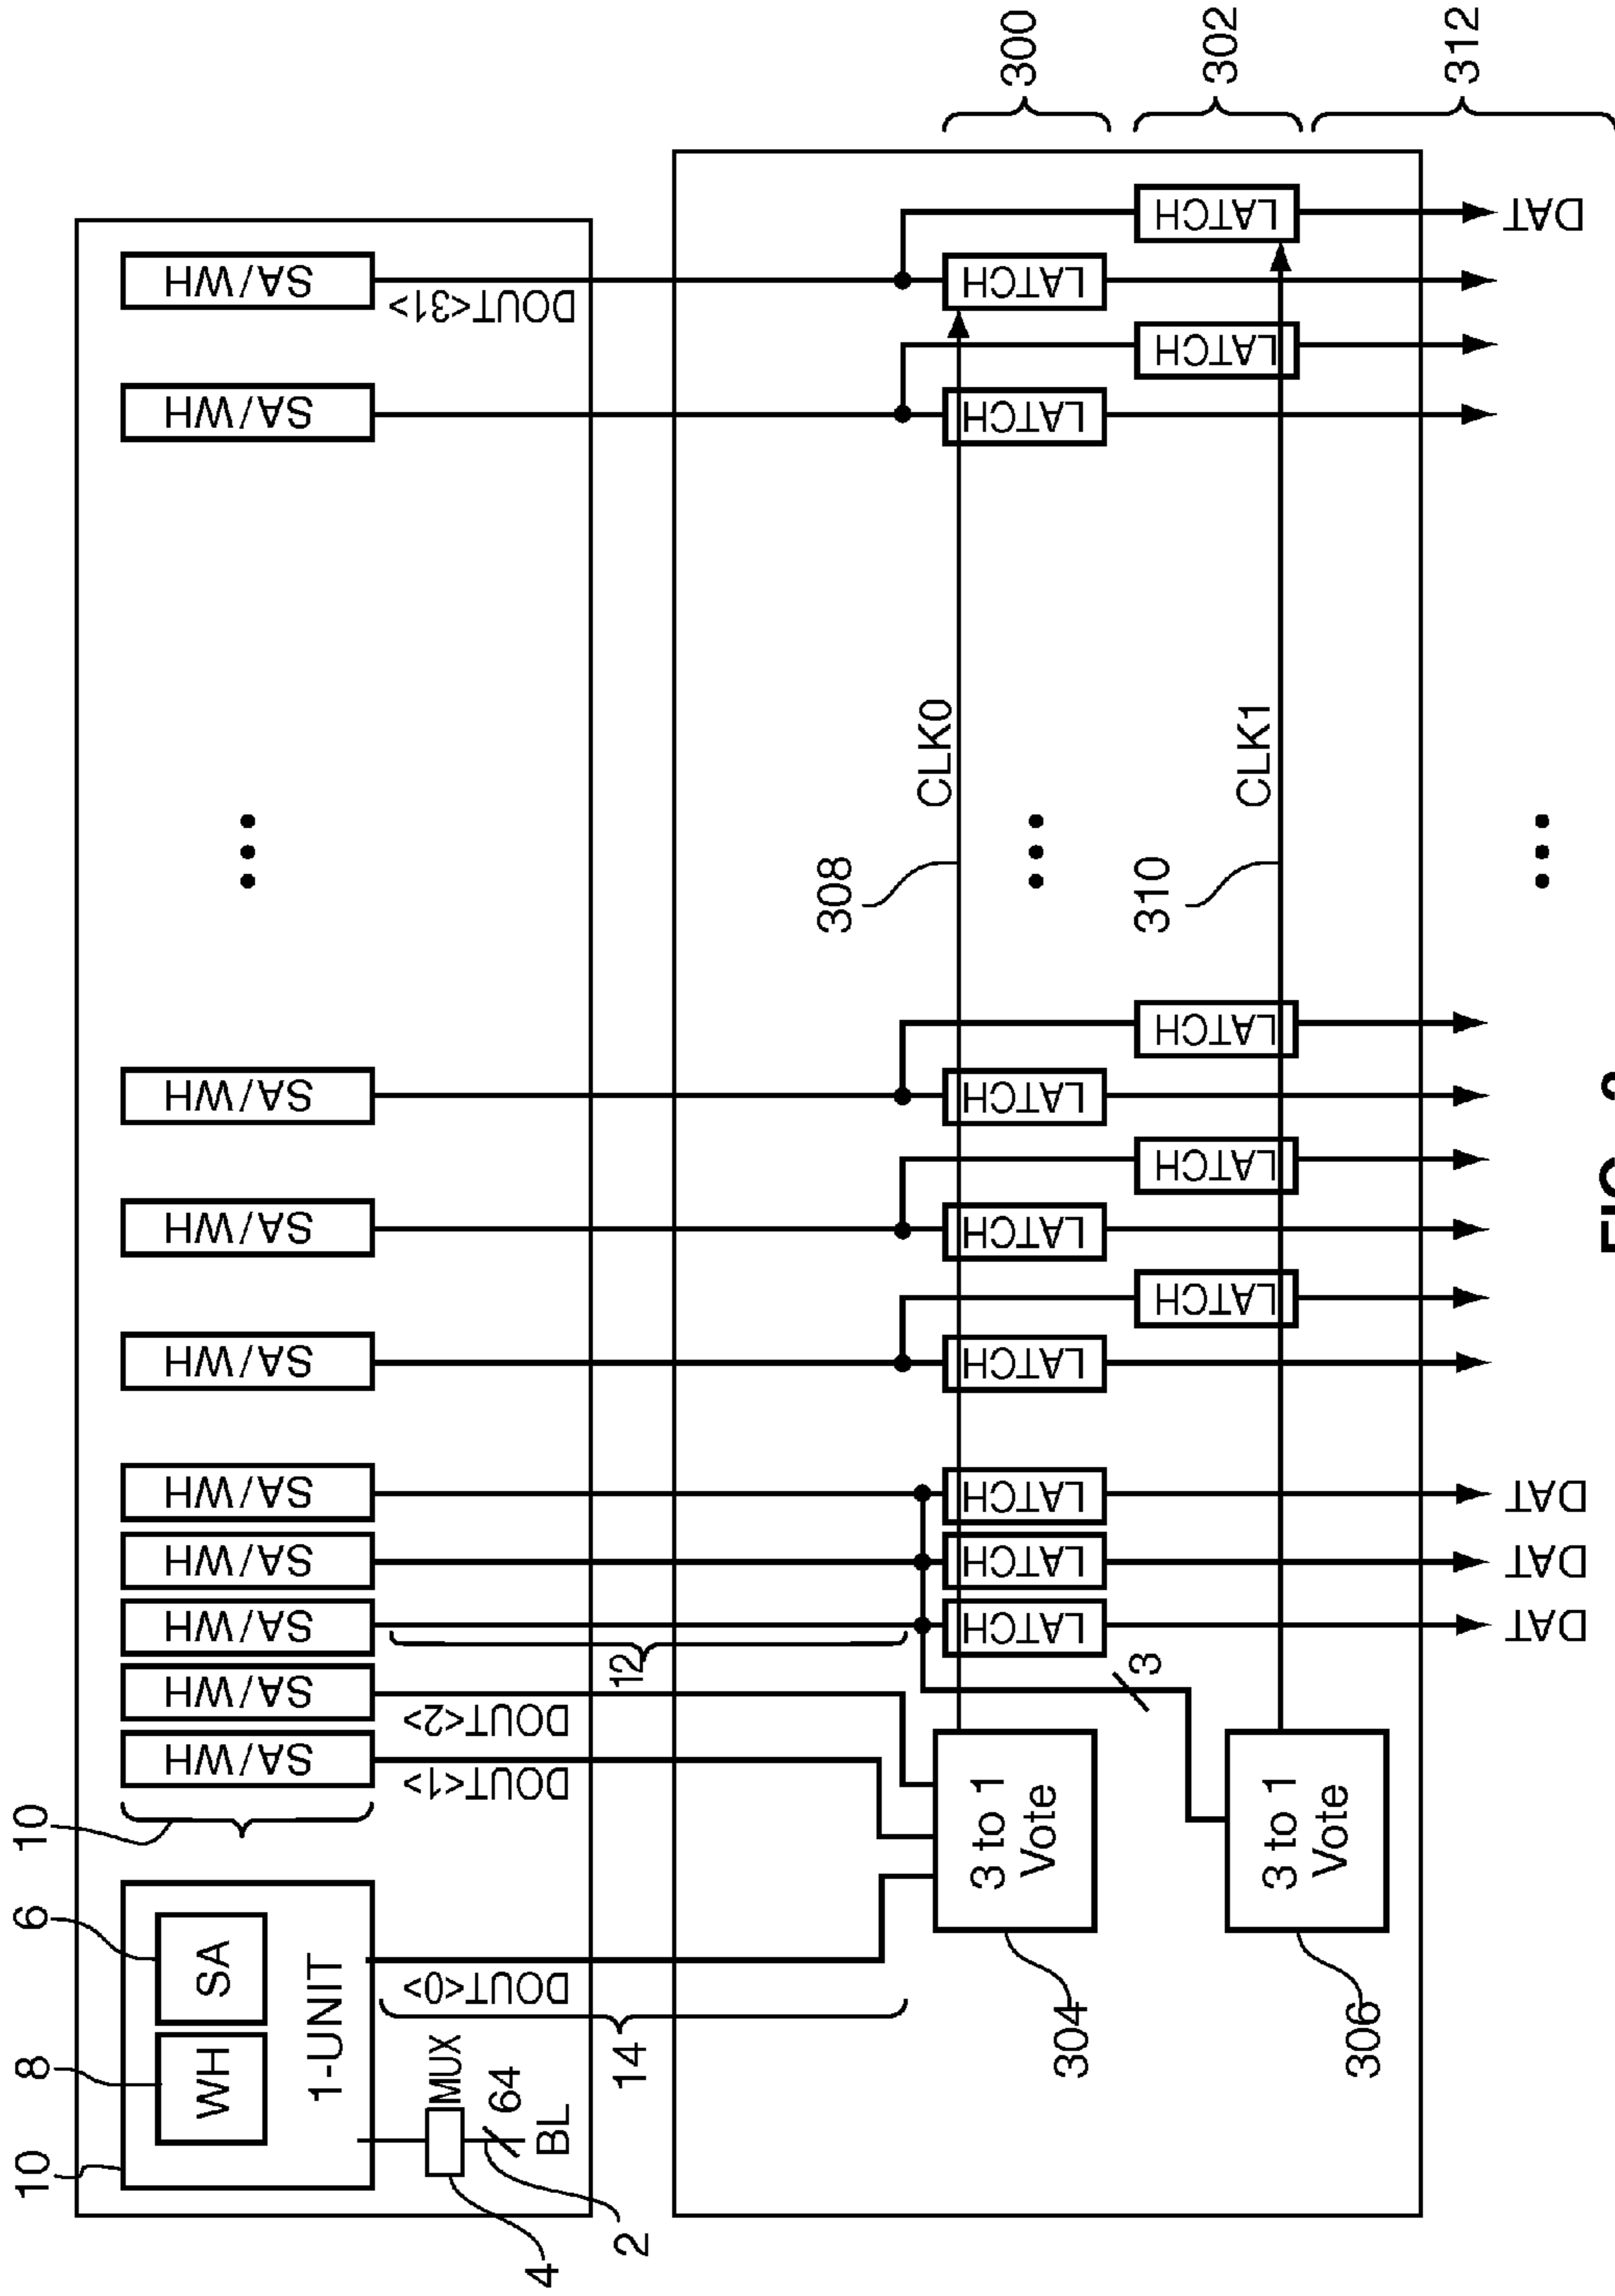 10
8
6
10
WH
SA
1-UNIT
SA/WH
SA/WH
SA/WH
SA/WH
SA/WH
SA/WH
SA/WH
SA/WH
SA/WH
SA/WH
4
2
MUX
64
BL
14
DOUT<0>
DOUT<1>
DOUT<2>
12
DOUT<31>
308
CLK0
300
3 to 1
Vote
304
LATCH
LATCH
LATCH
LATCH
LATCH
LATCH
LATCH
LATCH
3
310
CLK1
302
3 to 1
Vote
306
LATCH
LATCH
LATCH
LATCH
LATCH
312
DAT
DAT
DAT
DAT